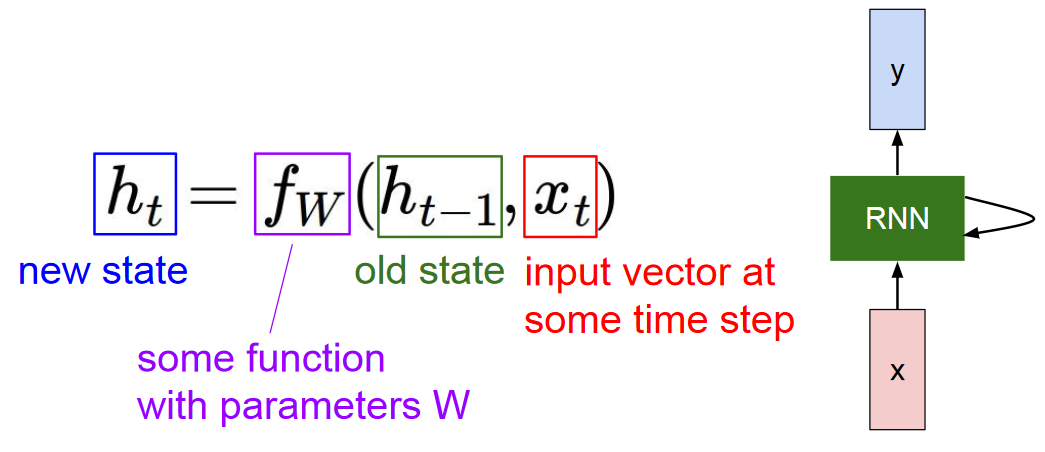 h_t = f_W(h_{t-1}, x_t)
new state
old state
input vector at
some time step
some function
with parameters W
y
RNN
x